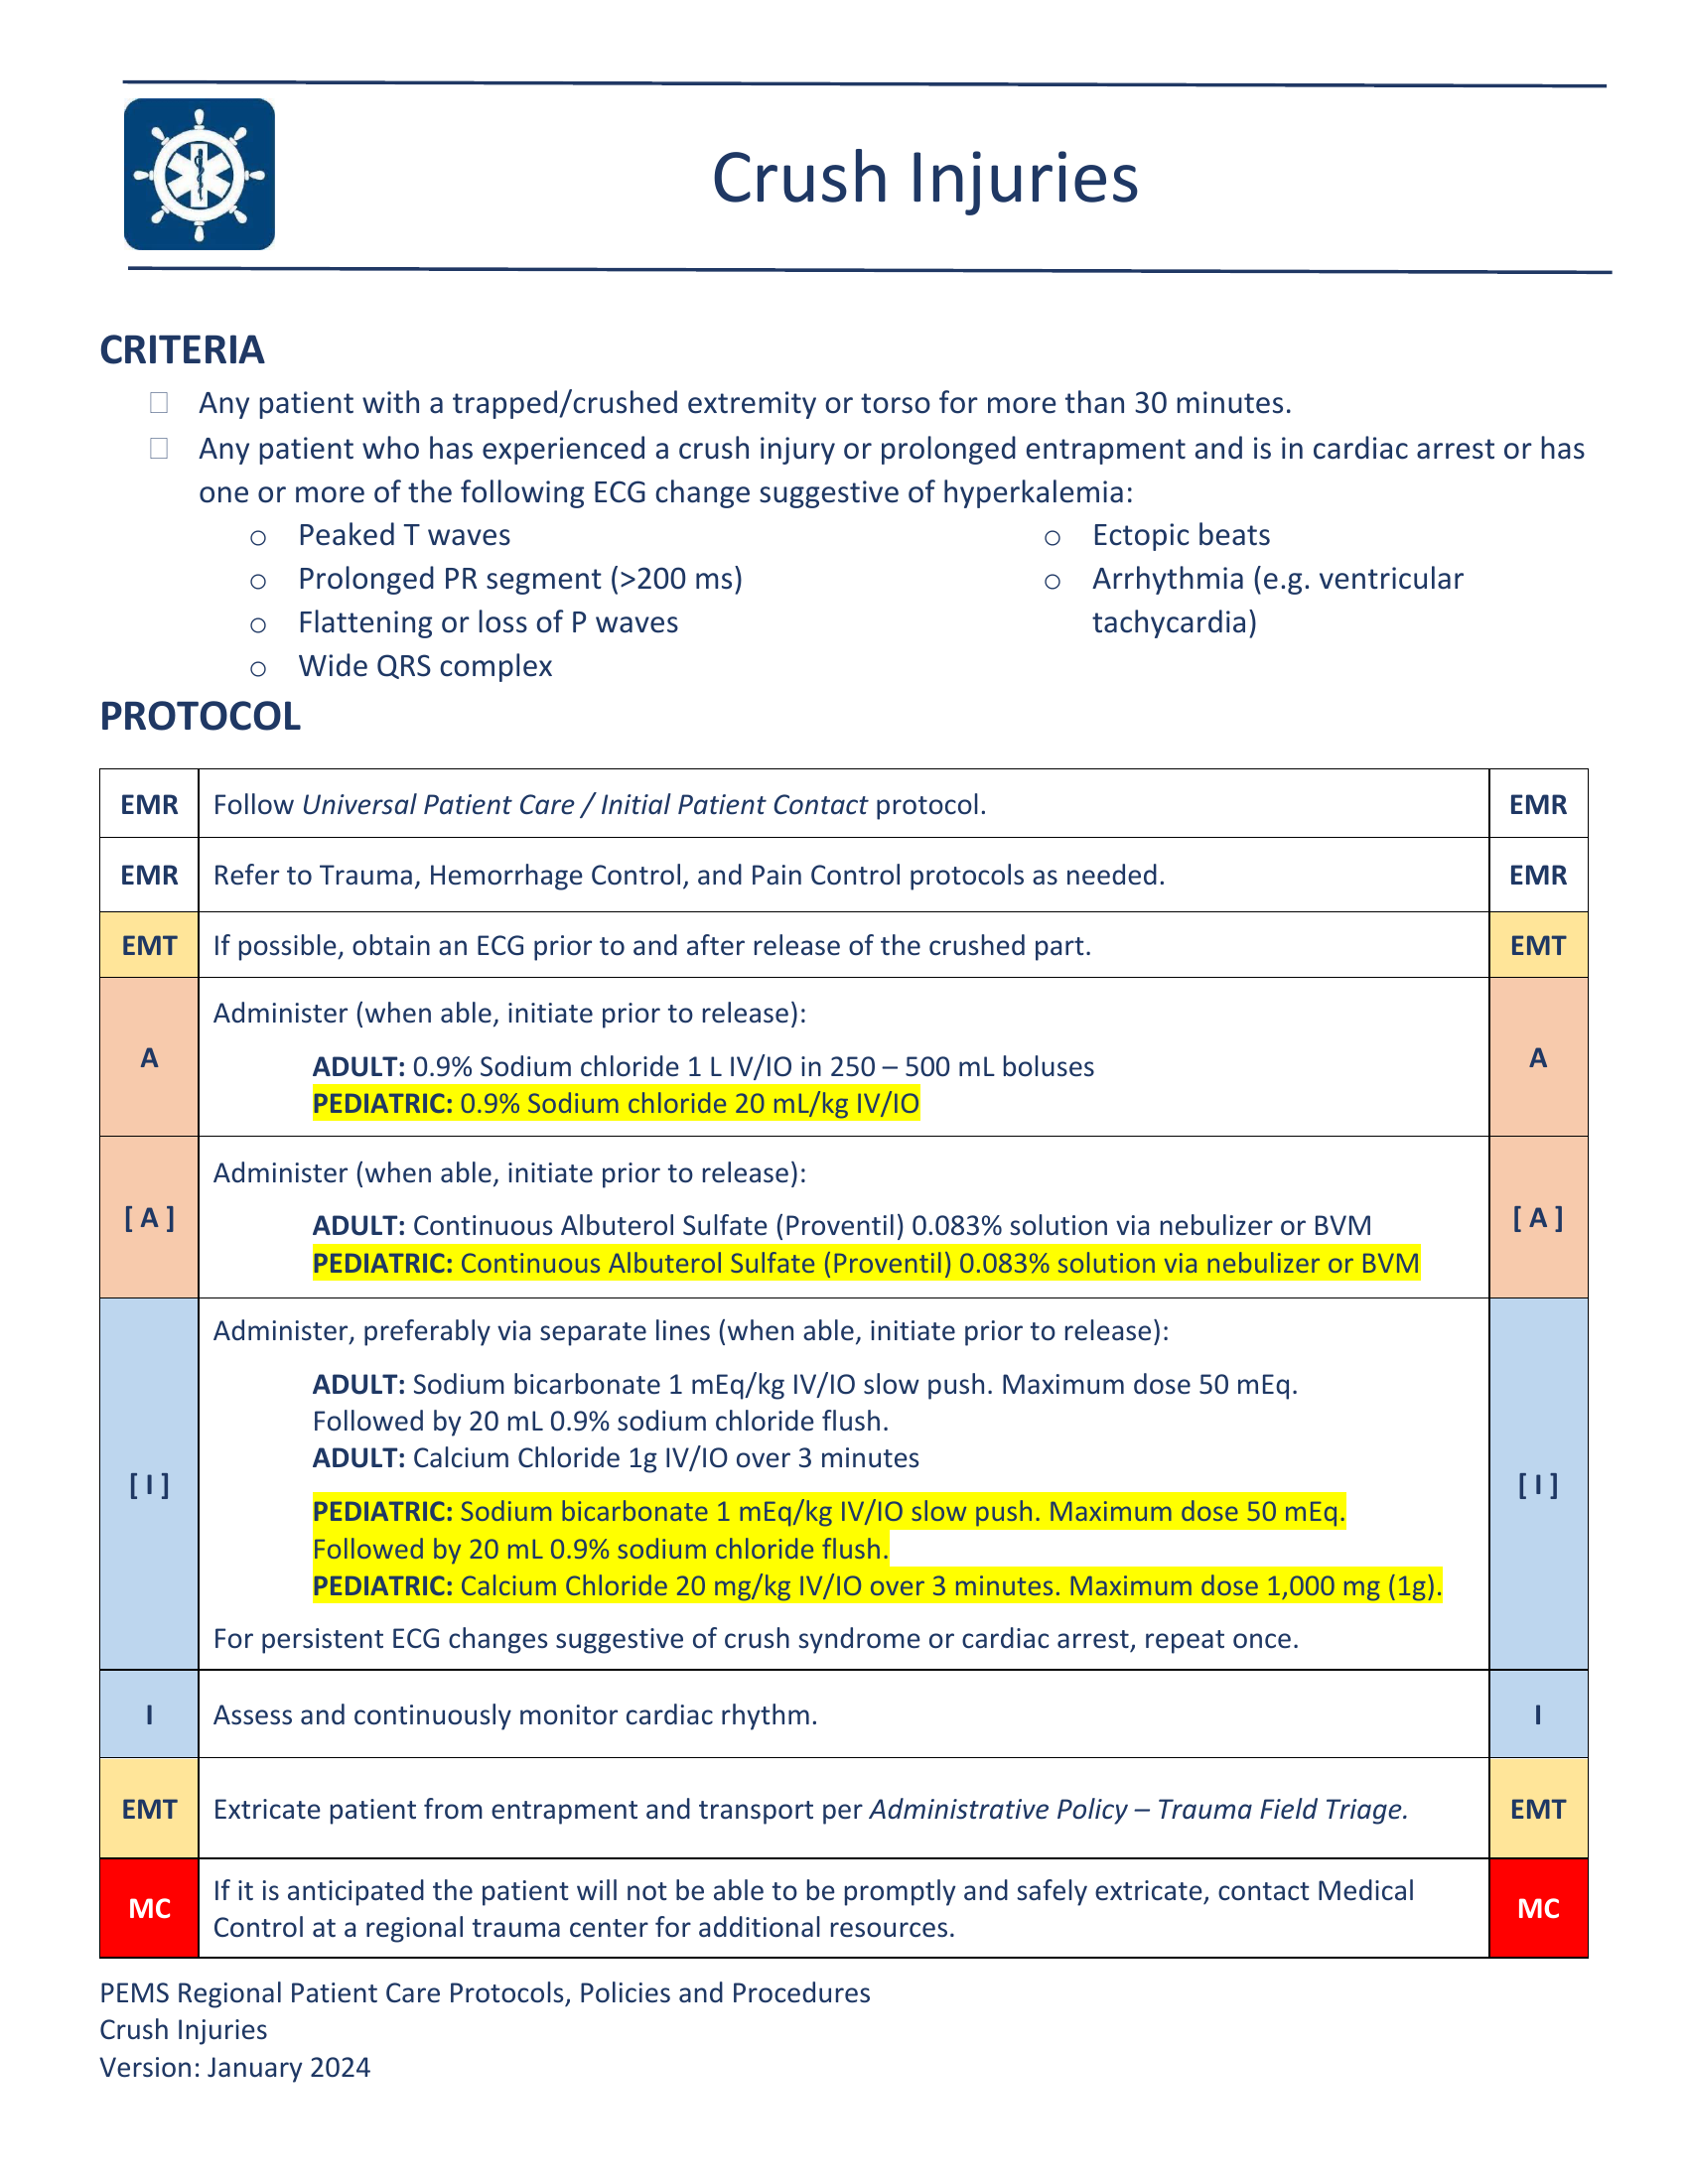 Crush Injuries
CRITERIA
Any patient with a trapped/crushed extremity or torso for more than 30 minutes.
Any patient who has experienced a crush injury or prolonged entrapment and is in cardiac arrest or has
one or more of the following ECG change suggestive of hyperkalemia:
o Peaked T waves
o Prolonged PR segment (>200 ms)
o Flattening or loss of P waves
o Wide QRS complex
o Ectopic beats
o Arrhythmia (e.g. ventricular
tachycardia)
PROTOCOL
EMR Follow Universal Patient Care / Initial Patient Contact protocol. EMR
EMR Refer to Trauma, Hemorrhage Control, and Pain Control protocols as needed. EMR
EMT If possible, obtain an ECG prior to and after release of the crushed part. EMT
Administer (when able, initiate prior to release):
A A
ADULT: 0.9% Sodium chloride 1 L IV/IO in 250 – 500 mL boluses
PEDIATRIC: 0.9% Sodium chloride 20 mL/kg IV/IO
Administer (when able, initiate prior to release):
[ A ] [ A ]
ADULT: Continuous Albuterol Sulfate (Proventil) 0.083% solution via nebulizer or BVM
PEDIATRIC: Continuous Albuterol Sulfate (Proventil) 0.083% solution via nebulizer or BVM
Administer, preferably via separate lines (when able, initiate prior to release):
ADULT: Sodium bicarbonate 1 mEq/kg IV/IO slow push. Maximum dose 50 mEq.
Followed by 20 mL 0.9% sodium chloride flush.
ADULT: Calcium Chloride 1g IV/IO over 3 minutes
[ I ] [ I ]
PEDIATRIC: Sodium bicarbonate 1 mEq/kg IV/IO slow push. Maximum dose 50 mEq.
Followed by 20 mL 0.9% sodium chloride flush.
PEDIATRIC: Calcium Chloride 20 mg/kg IV/IO over 3 minutes. Maximum dose 1,000 mg (1g).
For persistent ECG changes suggestive of crush syndrome or cardiac arrest, repeat once.
I Assess and continuously monitor cardiac rhythm. I
EMT Extricate patient from entrapment and transport per Administrative Policy – Trauma Field Triage. EMT
MC If it is anticipated the patient will not be able to be promptly and safely extricate, contact Medical MC
Control at a regional trauma center for additional resources.
PEMS Regional Patient Care Protocols, Policies and Procedures
Crush Injuries
Version: January 2024